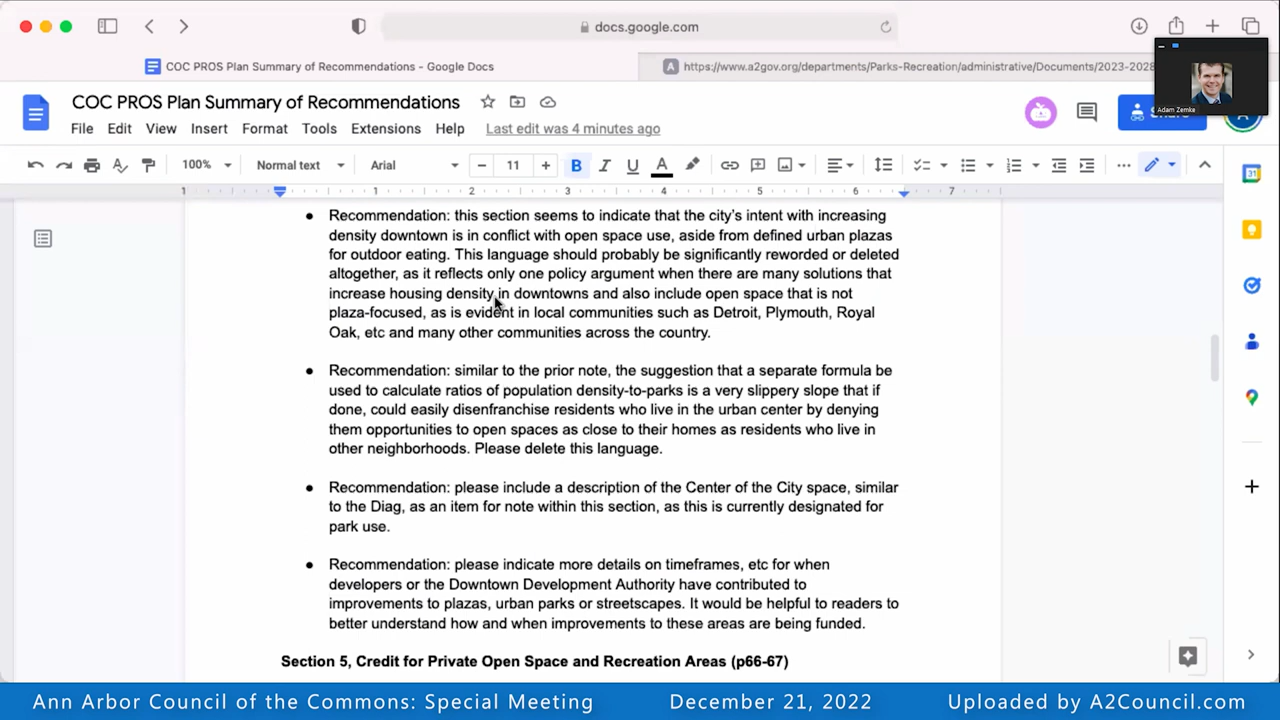 docs.google.com
COC PROS Plan Summary of Recommendations - Google Docs
A https://www.a2gov.org/departments/Parks-Recreation/administrative/Documents/2023-2028
Adam Zemke
COC PROS Plan Summary of Recommendations
File Edit View Insert Format Tools Extensions Help Last edit was 4 minutes ago
100% Normal text Arial 11 B I U A
1 1 2 3 4 5 6 7
31
• Recommendation: this section seems to indicate that the city's intent with increasing
density downtown is in conflict with open space use, aside from defined urban plazas
for outdoor eating. This language should probably be significantly reworded or deleted
altogether, as it reflects only one policy argument when there are many solutions that
increase housing density in downtowns and also include open space that is not
plaza-focused, as is evident in local communities such as Detroit, Plymouth, Royal
Oak, etc and many other communities across the country.
• Recommendation: similar to the prior note, the suggestion that a separate formula be
used to calculate ratios of population density-to-parks is a very slippery slope that if
done, could easily disenfranchise residents who live in the urban center by denying
them opportunities to open spaces as close to their homes as residents who live in
other neighborhoods. Please delete this language.
• Recommendation: please include a description of the Center of the City space, similar
to the Diag, as an item for note within this section, as this is currently designated for
park use.
• Recommendation: please indicate more details on timeframes, etc for when
developers or the Downtown Development Authority have contributed to
improvements to plazas, urban parks or streetscapes. It would be helpful to readers to
better understand how and when improvements to these areas are being funded.
Section 5, Credit for Private Open Space and Recreation Areas (p66-67)
Ann Arbor Council of the Commons: Special Meeting December 21, 2022 Uploaded by A2Council.com